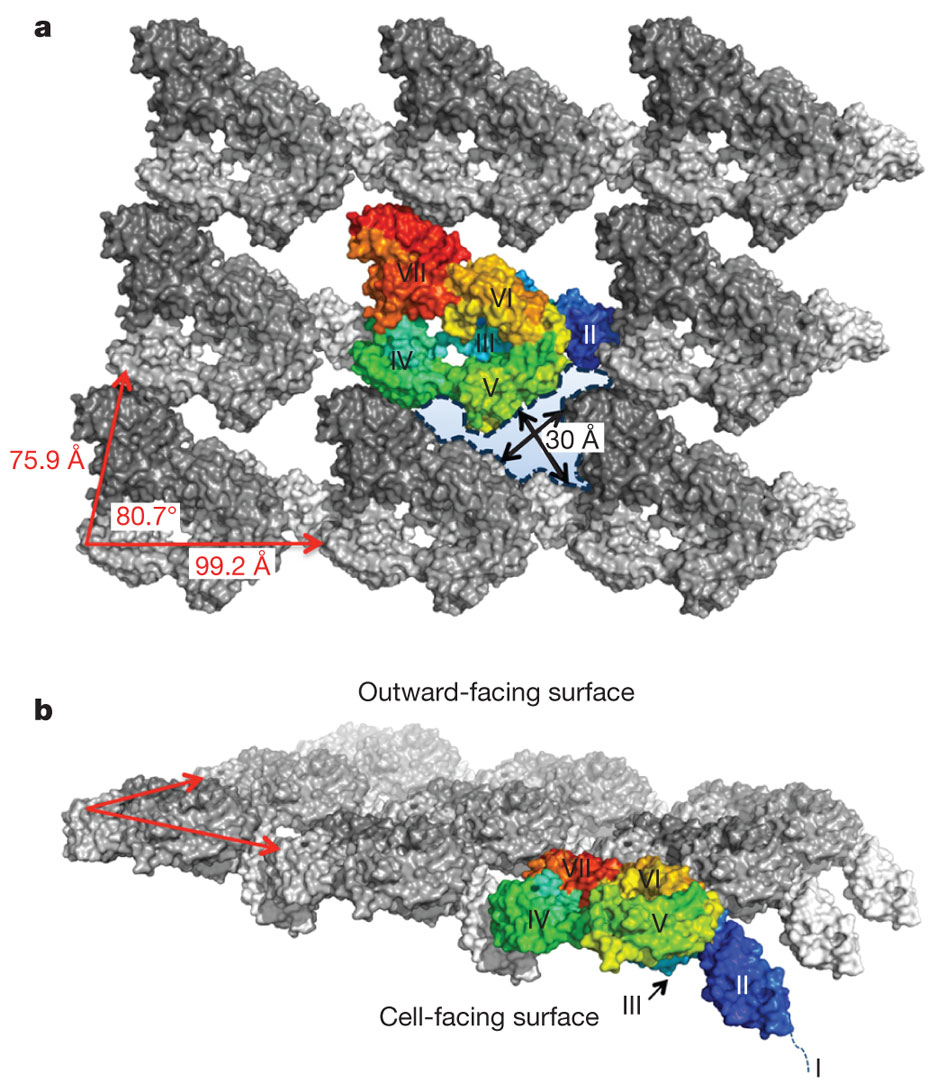 a
VII
VI
II
III
IV
V
30 Å
75.9 Å
80.7°
99.2 Å
Outward-facing surface
b
VII
VI
IV
V
II
III
Cell-facing surface
I